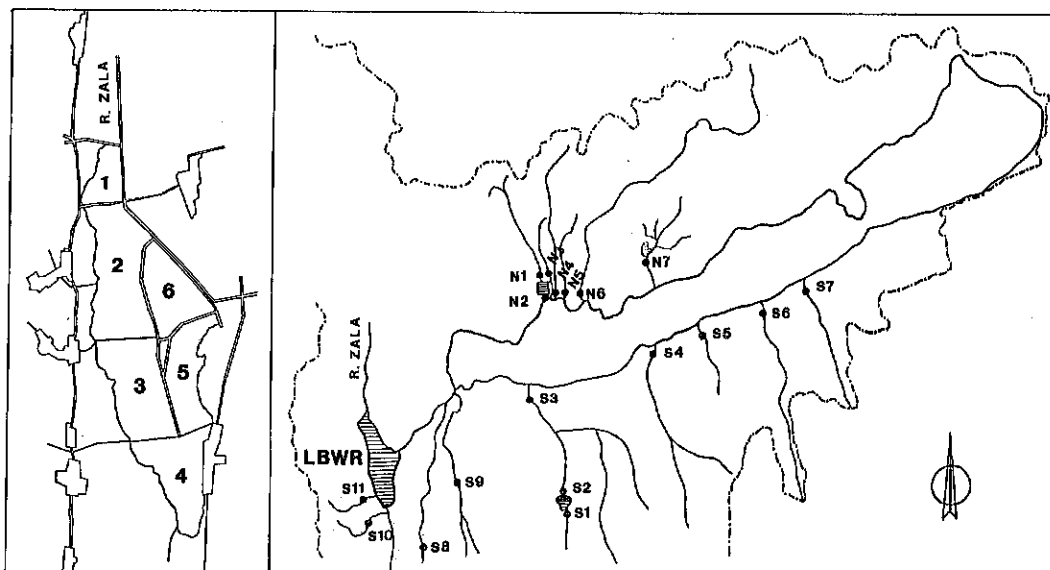 R. ZALA
1
2
6
3
5
4
N1
N2
N3
N4
N5
N6
N7
S7
S6
S5
S4
S3
R. ZALA
LBWR
S11
S10
S9
S8
S2
S1